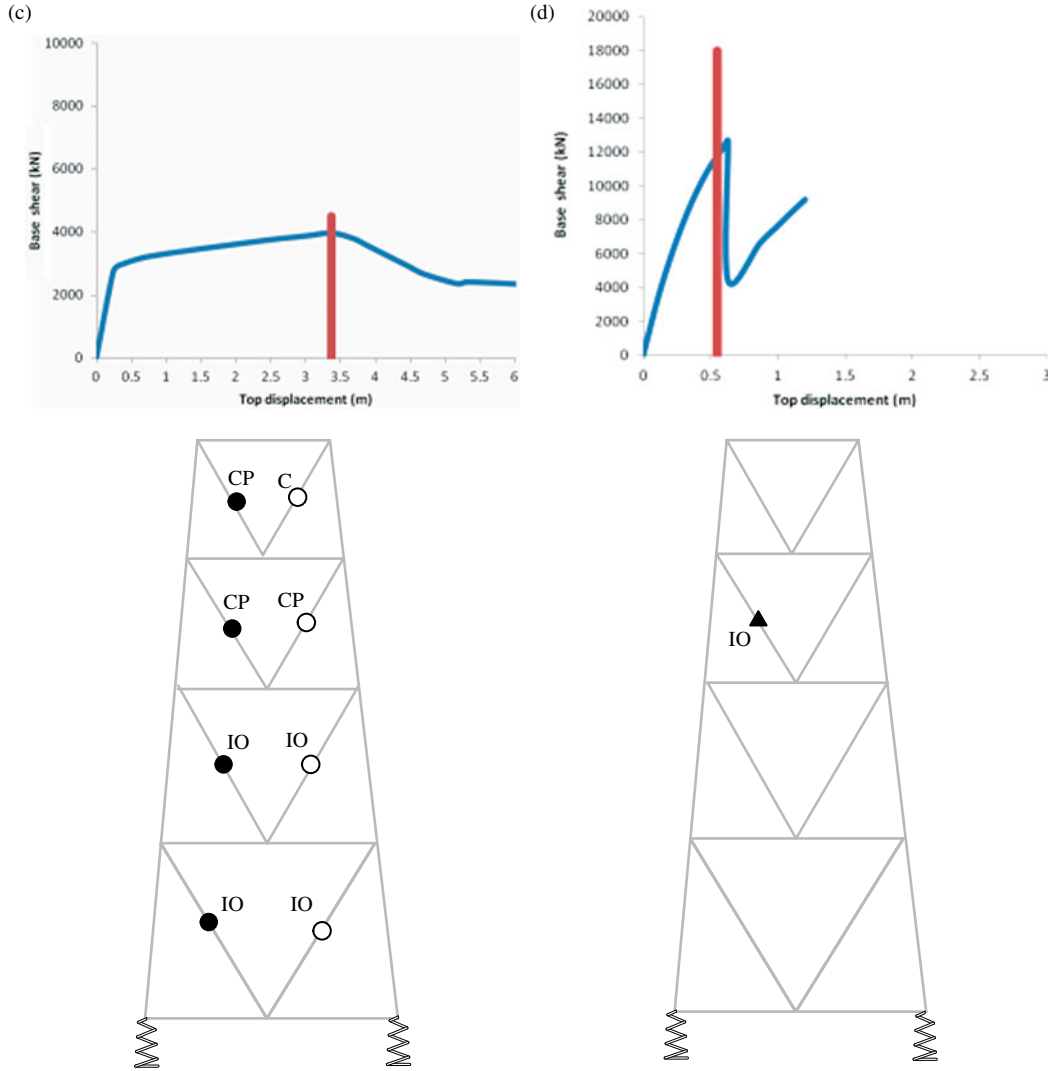 (c)
10000
8000
6000
4000
2000
0
Base shear (kN)
0 0.5 1 1.5 2 2.5 3 3.5 4 4.5 5 5.5 6
Top displacement (m)
(d)
20000
18000
16000
14000
12000
10000
8000
6000
4000
2000
0
Base shear (kN)
0 0.5 1 1.5 2 2.5 3
Top displacement (m)
CP C
CP CP
IO IO
IO IO
IO